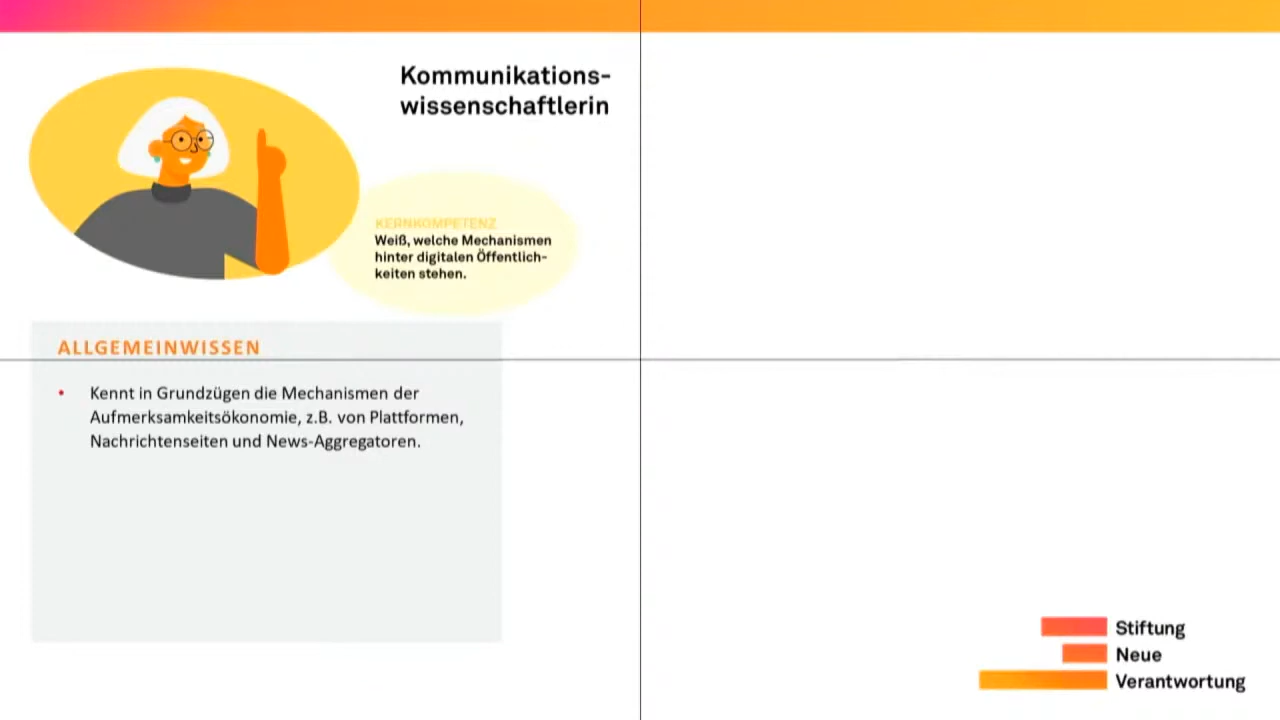 Kommunikations-
wissenschaftlerin
KERNKOMPETENZ
Weiß, welche Mechanismen
hinter digitalen Öffentlich-
keiten stehen.
ALLGEMEINWISSEN
• Kennt in Grundzügen die Mechanismen der
Aufmerksamkeitsökonomie, z.B. von Plattformen,
Nachrichtenseiten und News-Aggregatoren.
Stiftung
Neue
Verantwortung